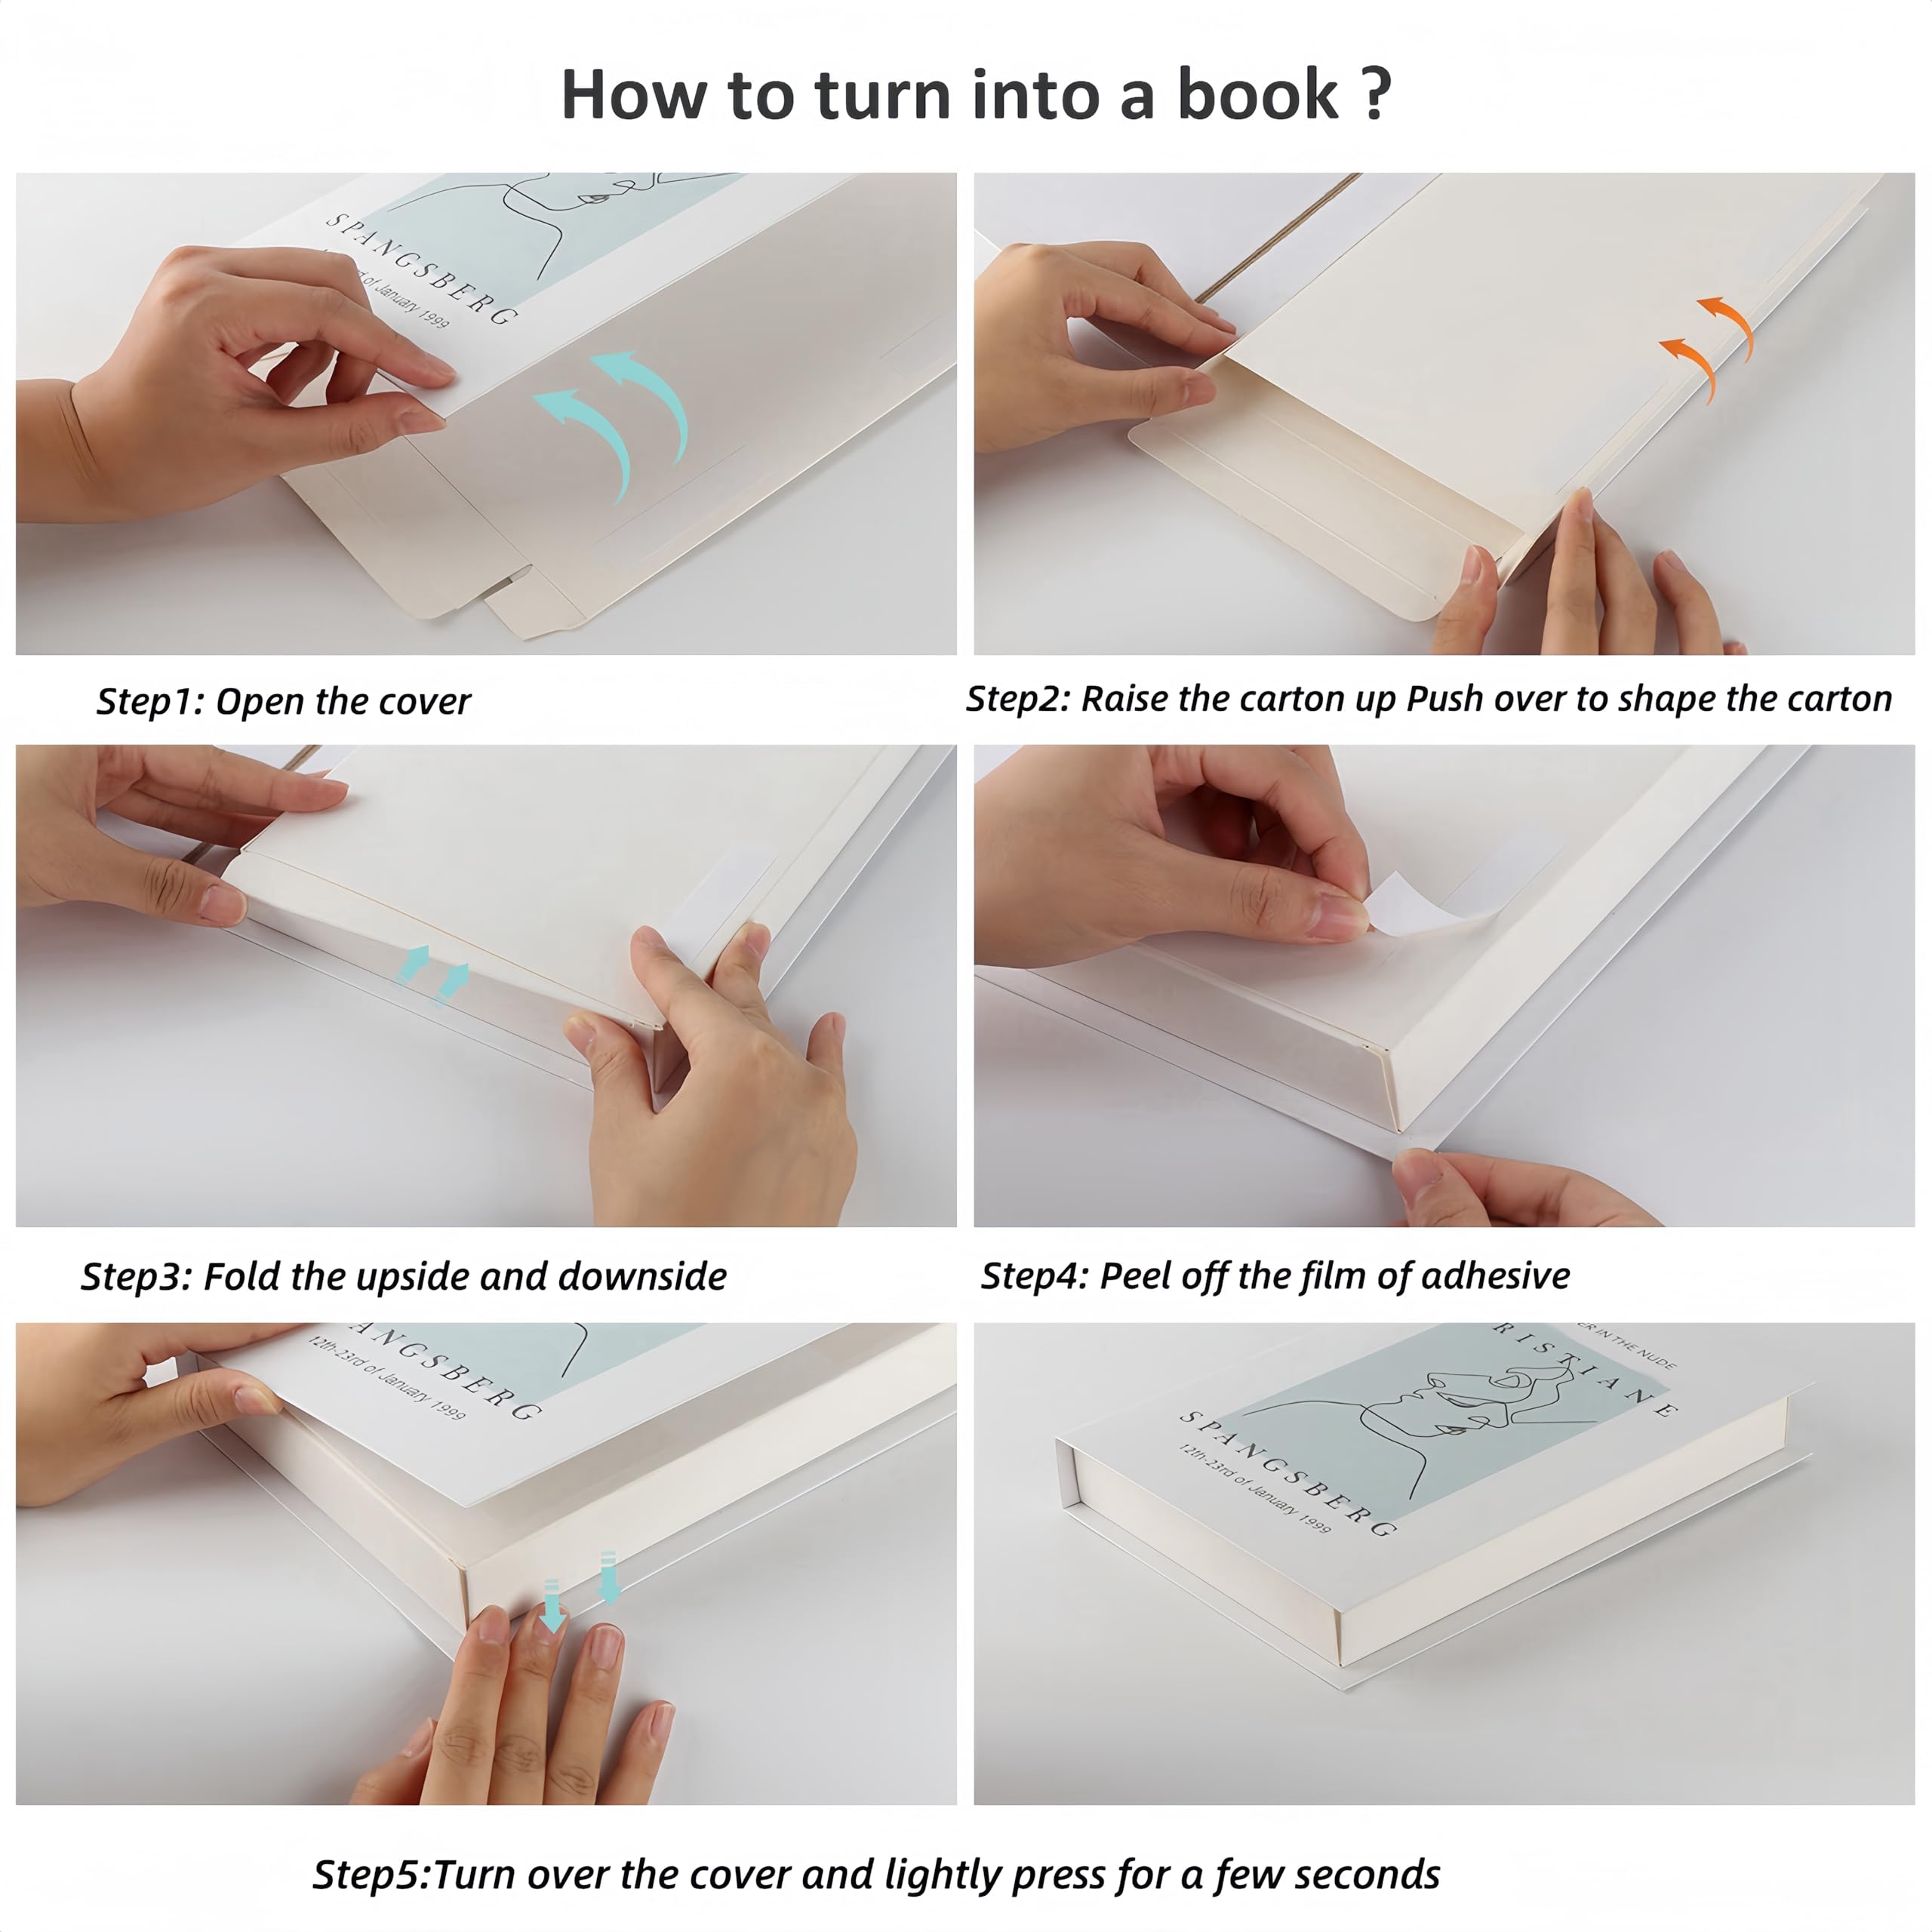 How to turn into a book ?
SPANGSBERG
rd of January 1999
Step1: Open the cover
Step2: Raise the carton up Push over to shape the carton
Step3: Fold the upside and downside
Step4: Peel off the film of adhesive
ANGSBERG
12th-23rd of January 1999
ER IN THE NUDE
RISTIANE
SPANGSBERG
12th-23rd of January 1999
Step5:Turn over the cover and lightly press for a few seconds